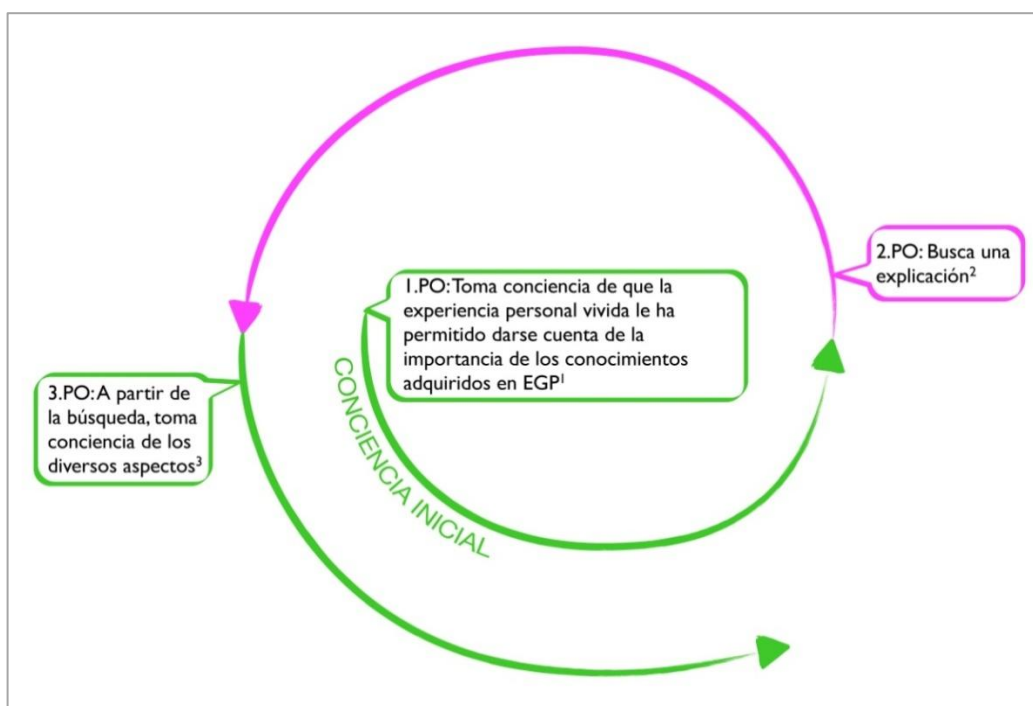 1.PO:Toma conciencia de que la
experiencia personal vivida le ha
permitido darse cuenta de la
importancia de los conocimientos
adquiridos en EGP¹
2.PO: Busca una
explicación²
3.PO:A partir de
la búsqueda, toma
conciencia de los
diversos aspectos³
CONCIENCIA INICIAL